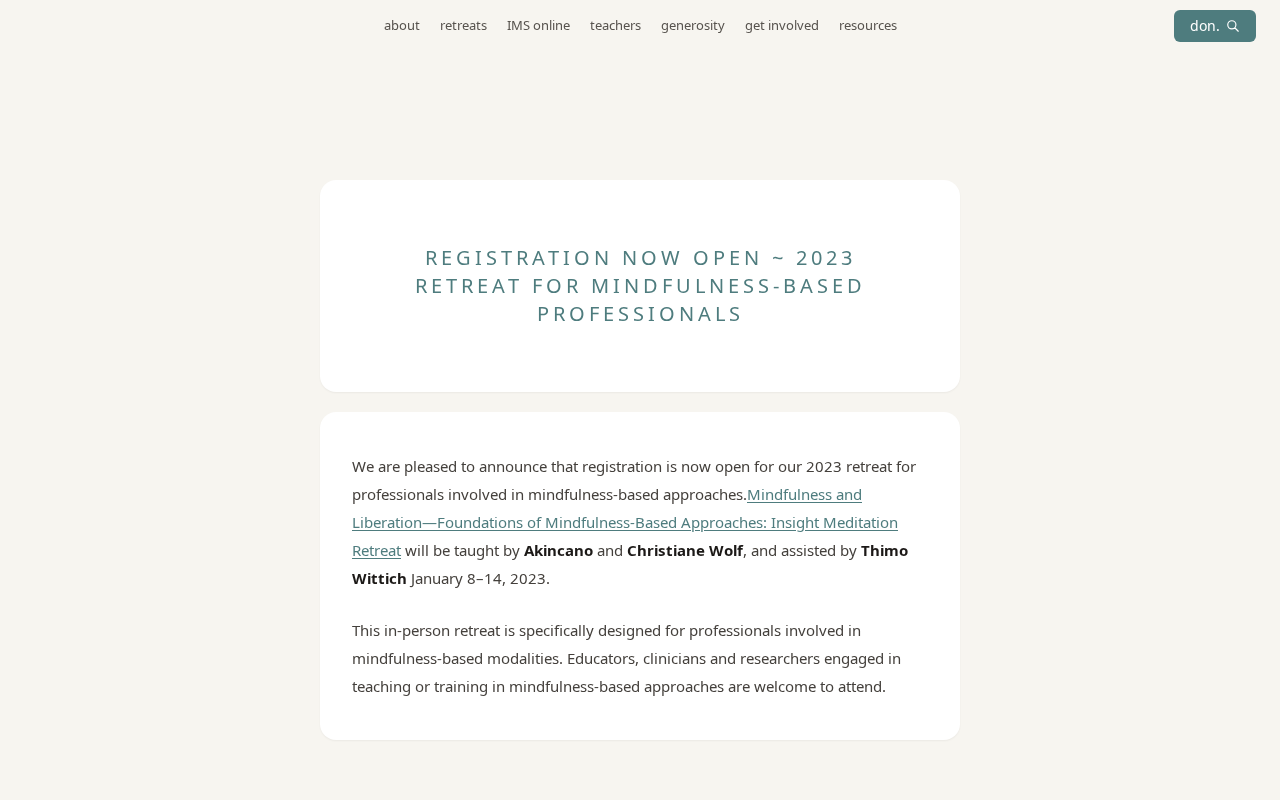 about retreats IMS online teachers generosity get involved resources don.
REGISTRATION NOW OPEN ~ 2023
RETREAT FOR MINDFULNESS-BASED
PROFESSIONALS
We are pleased to announce that registration is now open for our 2023 retreat for
professionals involved in mindfulness-based approaches.Mindfulness and
Liberation—Foundations of Mindfulness-Based Approaches: Insight Meditation
Retreat will be taught by Akincano and Christiane Wolf, and assisted by Thimo
Wittich January 8–14, 2023.
This in-person retreat is specifically designed for professionals involved in
mindfulness-based modalities. Educators, clinicians and researchers engaged in
teaching or training in mindfulness-based approaches are welcome to attend.